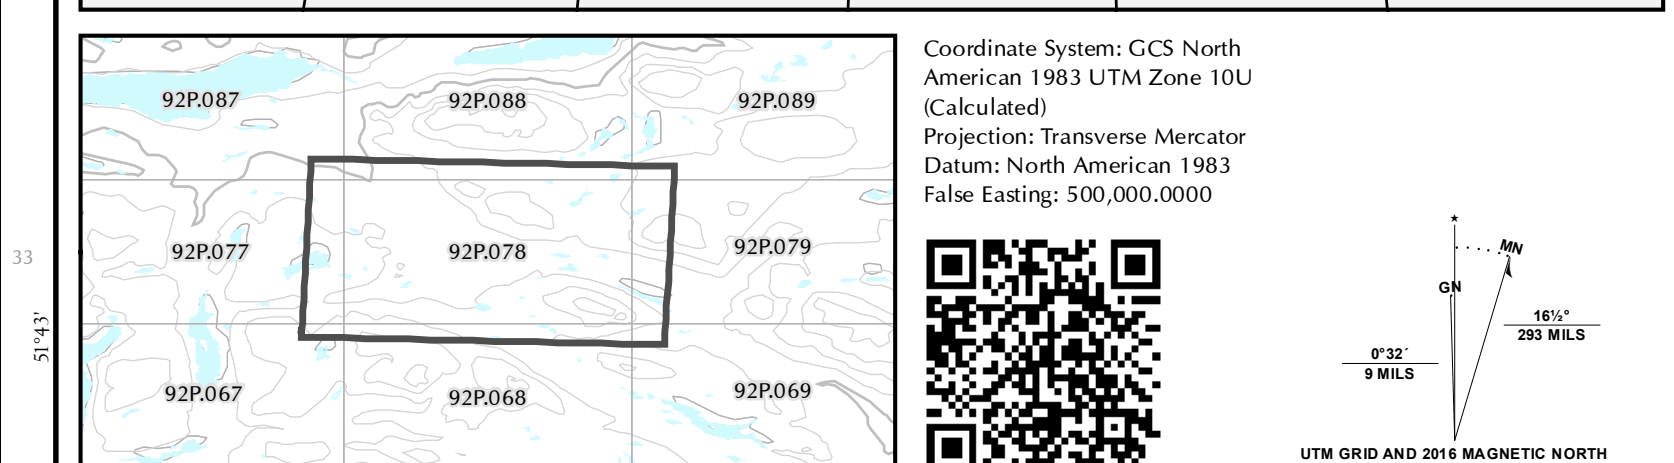 92P.087
92P.088
92P.089
92P.077
92P.078
92P.079
92P.067
92P.068
92P.069
33
51°43'
Coordinate System: GCS North
American 1983 UTM Zone 10U
(Calculated)
Projection: Transverse Mercator
Datum: North American 1983
False Easting: 500,000.0000
MN
GN
16½°
293 MILS
0°32´
9 MILS
UTM GRID AND 2016 MAGNETIC NORTH